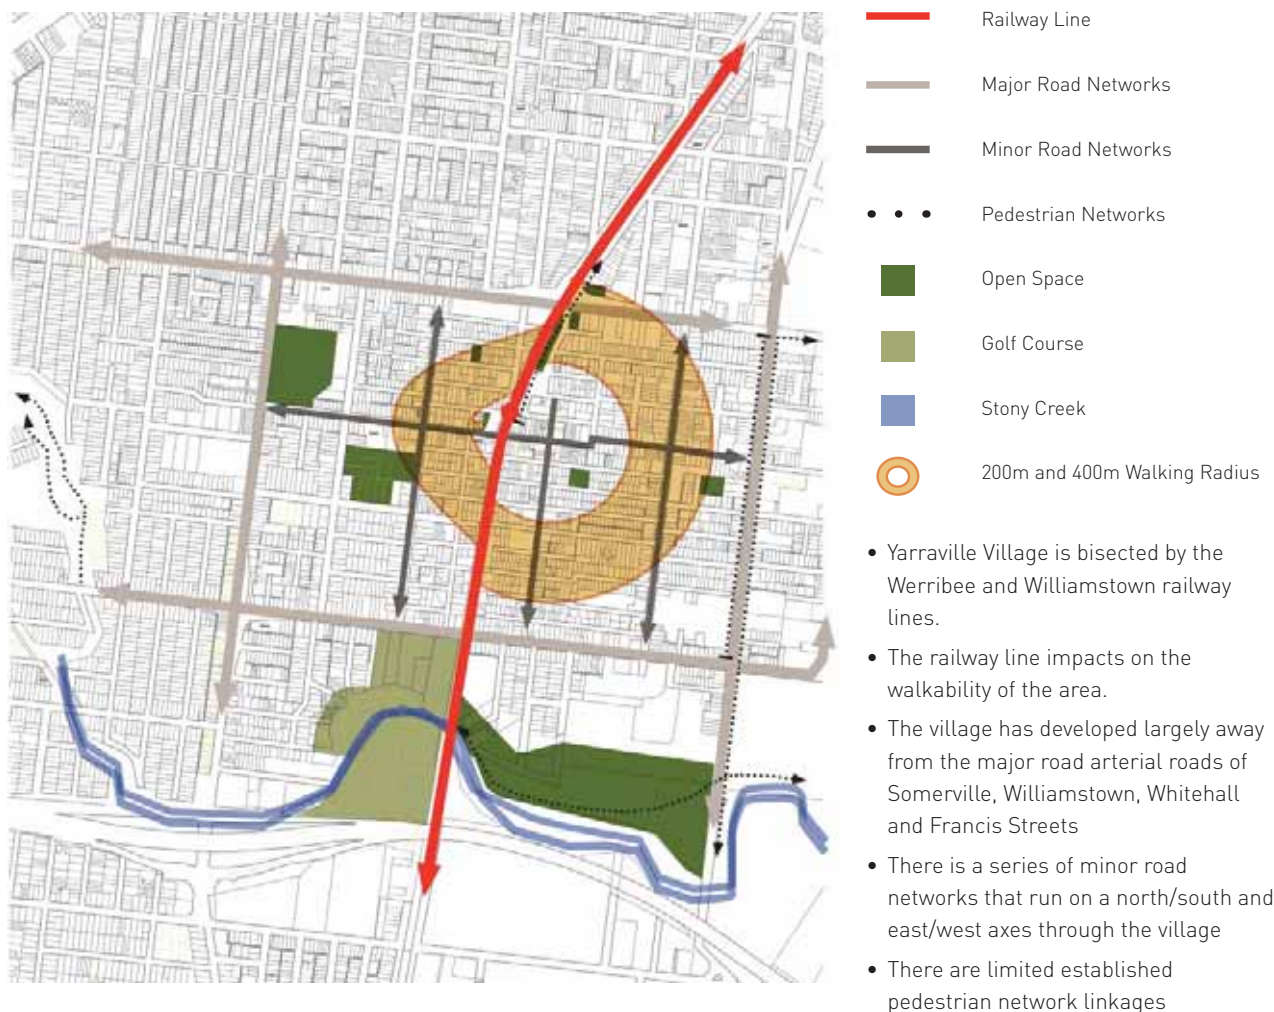 Railway Line
Major Road Networks
Minor Road Networks
Pedestrian Networks
Open Space
Golf Course
Stony Creek
200m and 400m Walking Radius
• Yarraville Village is bisected by the
Werribee and Williamstown railway
lines.
• The railway line impacts on the
walkability of the area.
• The village has developed largely away
from the major road arterial roads of
Somerville, Williamstown, Whitehall
and Francis Streets
• There is a series of minor road
networks that run on a north/south and
east/west axes through the village
• There are limited established
pedestrian network linkages